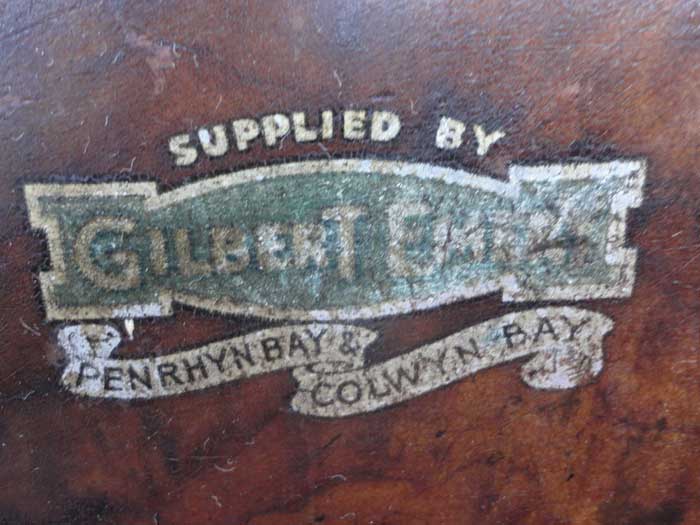 SUPPLIED BY
GILBERT
PENRHYN BAY &
COLWYN BAY